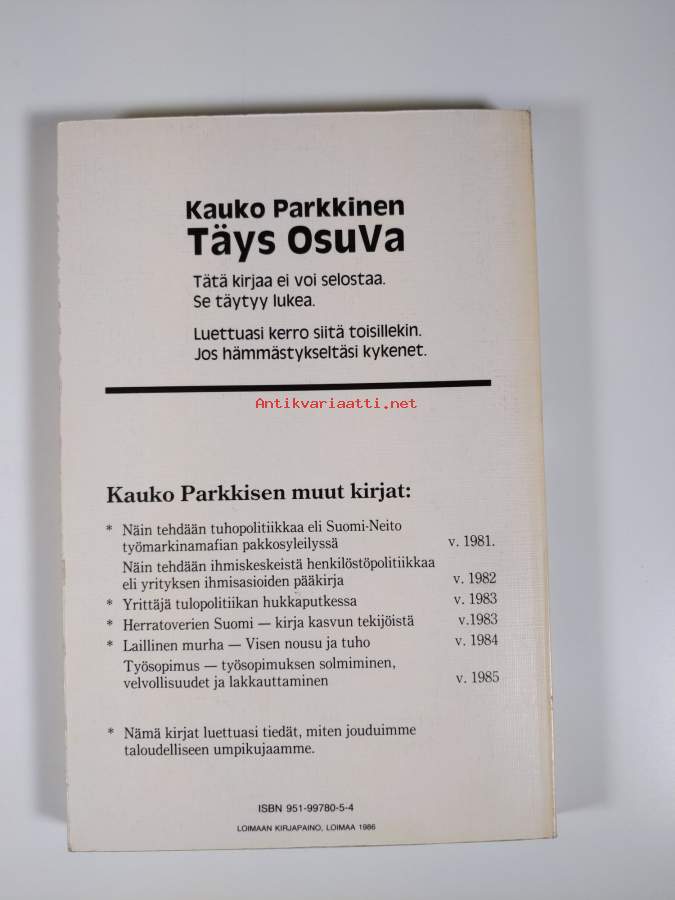 Kauko Parkkinen
Täys OsuVa
Tätä kirjaa ei voi selostaa.
Se täytyy lukea.
Luettuasi kerro siitä toisillekin.
Jos hämmästykseltäsi kykenet.
Antikvariaatti.net
Kauko Parkkisen muut kirjat:
* Näin tehdään tuhopolitiikkaa eli Suomi-Neito
työmarkinamafian pakkosyleilyssä v. 1981.
Näin tehdään ihmiskeskeistä henkilöstöpolitiikkaa
eli yrityksen ihmisasioiden pääkirja v. 1982
* Yrittäjä tulopolitiikan hukkaputkessa v. 1983
* Herratoverien Suomi — kirja kasvun tekijöistä v.1983
* Laillinen murha — Visen nousu ja tuho v. 1984
Työsopimus — työsopimuksen solmiminen,
velvollisuudet ja lakkauttaminen v. 1985
* Nämä kirjat luettuasi tiedät, miten jouduimme
taloudelliseen umpikujaamme.
ISBN 951-99780-5-4
LOIMAAN KIRJAPAINO, LOIMAA 1986